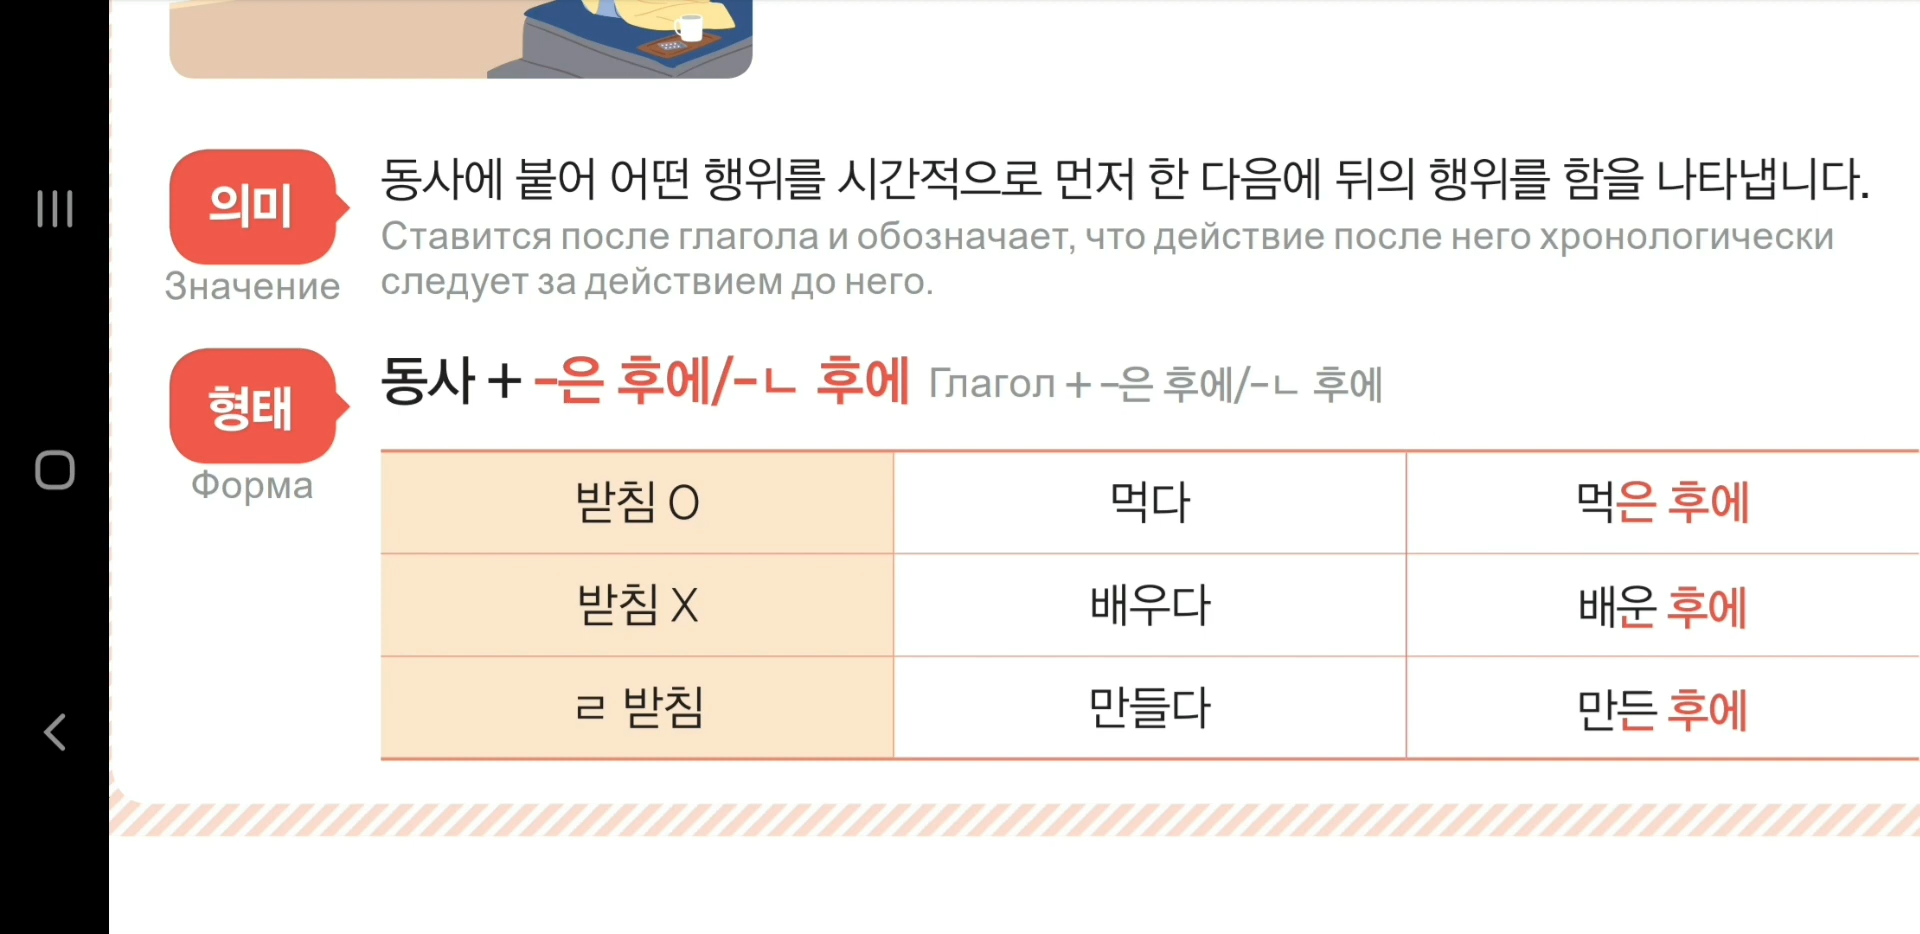 의미
Значение
동사에 붙어 어떤 행위를 시간적으로 먼저 한 다음에 뒤의 행위를 함을 나타냅니다.
Ставится после глагола и обозначает, что действие после него хронологически
следует за действием до него.
형태
Форма
동사 + -은 후에/-ㄴ 후에 Глагол + -은 후에/-ㄴ 후에
받침 O 먹다 먹은 후에
받침 X 배우다 배운 후에
ㄹ 받침 만들다 만든 후에